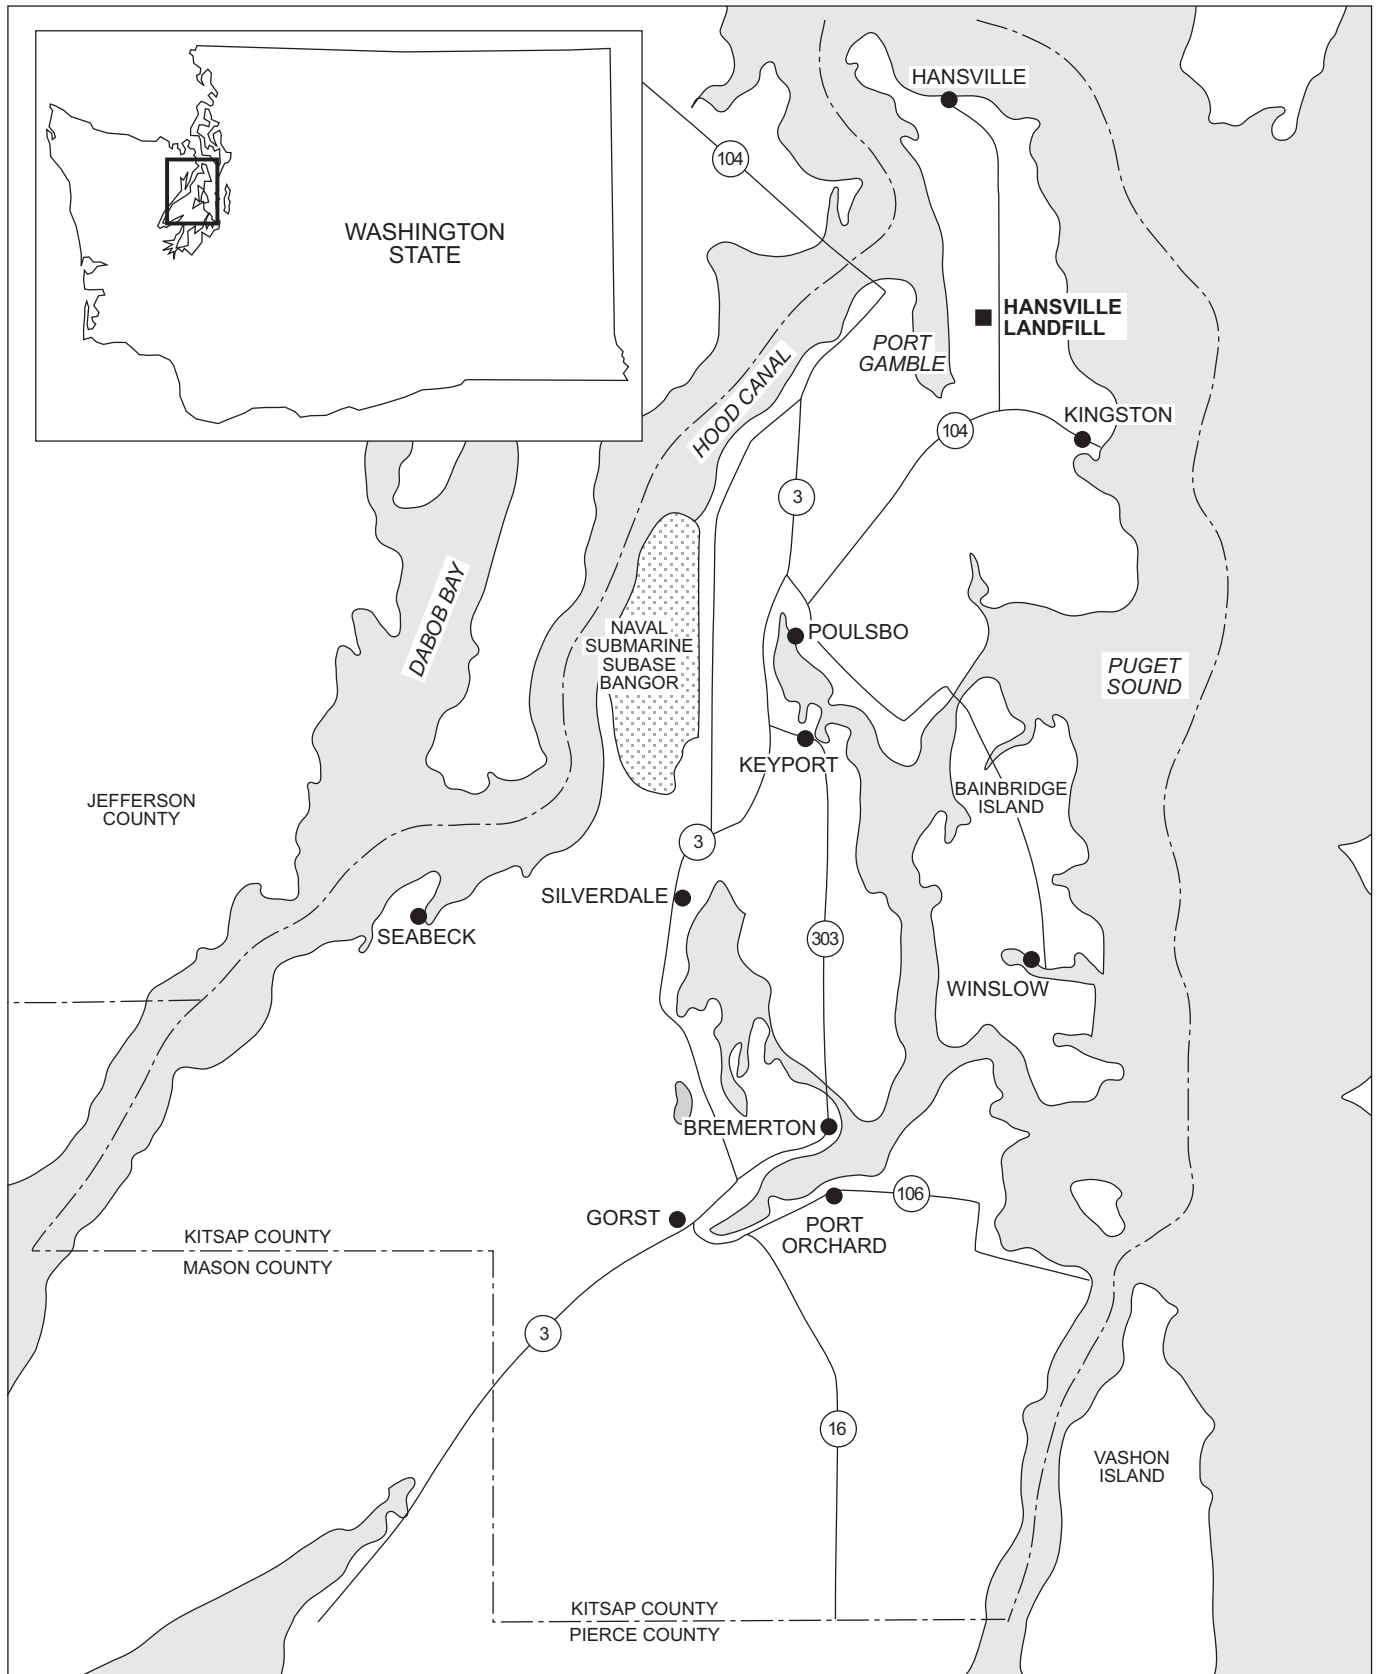 HANSVILLE
104
WASHINGTON
STATE
HANSVILLE
LANDFILL
PORT
GAMBLE
HOOD CANAL
KINGSTON
104
3
DABOB BAY
NAVAL
SUBMARINE
SUBASE
BANGOR
POULSBO
PUGET
SOUND
KEYPORT
BAINBRIDGE
ISLAND
JEFFERSON
COUNTY
3
SILVERDALE
SEABECK
303
WINSLOW
BREMERTON
106
GORST
PORT
ORCHARD
KITSAP COUNTY
MASON COUNTY
3
16
VASHON
ISLAND
KITSAP COUNTY
PIERCE COUNTY